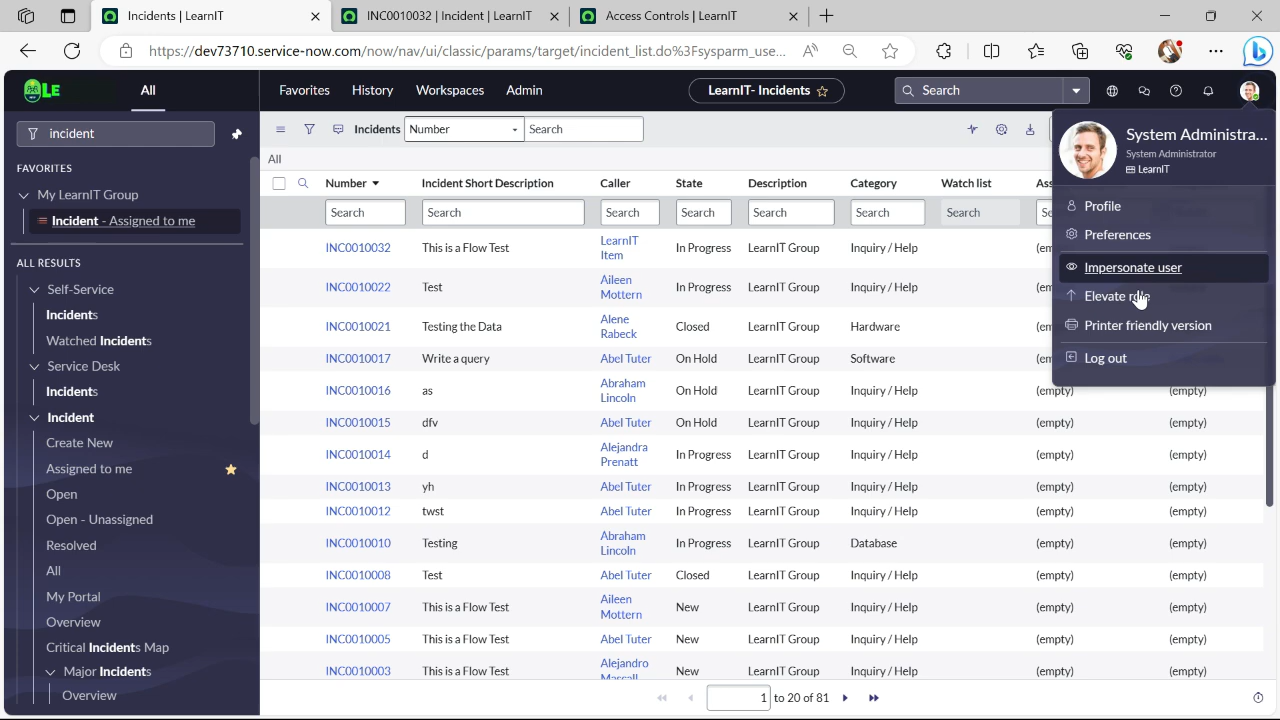 Incidents | LearnIT
INC0010032 | Incident | LearnIT
Access Controls | LearnIT
https://dev73710.service-now.com/now/nav/ui/classic/params/target/incident_list.do%3Fsysparm_use...
LE
All
Favorites
History
Workspaces
Admin
LearnIT- Incidents
Search
incident
FAVORITES
My LearnIT Group
Incident - Assigned to me
ALL RESULTS
Self-Service
Incidents
Watched Incidents
Service Desk
Incidents
Incident
Create New
Assigned to me
Open
Open - Unassigned
Resolved
All
My Portal
Overview
Critical Incidents Map
Major Incidents
Overview
Incidents Number Search
All
Number Incident Short Description Caller State Description Category Watch list
Search Search Search Search Search Search Search
INC0010032 This is a Flow Test LearnIT Item In Progress LearnIT Group Inquiry / Help
INC0010022 Test Aileen Mottern In Progress LearnIT Group Inquiry / Help
INC0010021 Testing the Data Alene Rabeck Closed LearnIT Group Hardware
INC0010017 Write a query Abel Tuter On Hold LearnIT Group Software
INC0010016 as Abraham Lincoln On Hold LearnIT Group Inquiry / Help (empty) (empty)
INC0010015 dfv Abel Tuter On Hold LearnIT Group Inquiry / Help (empty) (empty)
INC0010014 d Alejandra Prenatt In Progress LearnIT Group Inquiry / Help (empty) (empty)
INC0010013 yh Abel Tuter In Progress LearnIT Group Inquiry / Help (empty) (empty)
INC0010012 twst Abel Tuter In Progress LearnIT Group Inquiry / Help (empty) (empty)
INC0010010 Testing Abraham Lincoln In Progress LearnIT Group Database (empty) (empty)
INC0010008 Test Abel Tuter Closed LearnIT Group Inquiry / Help (empty) (empty)
INC0010007 This is a Flow Test Aileen Mottern New LearnIT Group Inquiry / Help (empty) (empty)
INC0010005 This is a Flow Test Abel Tuter New LearnIT Group Inquiry / Help (empty) (empty)
INC0010003 This is a Flow Test Alejandro Mascall New LearnIT Group Inquiry / Help (empty) (empty)
1 to 20 of 81
System Administra...
System Administrator
LearnIT
Profile
Preferences
Impersonate user
Elevate role
Printer friendly version
Log out